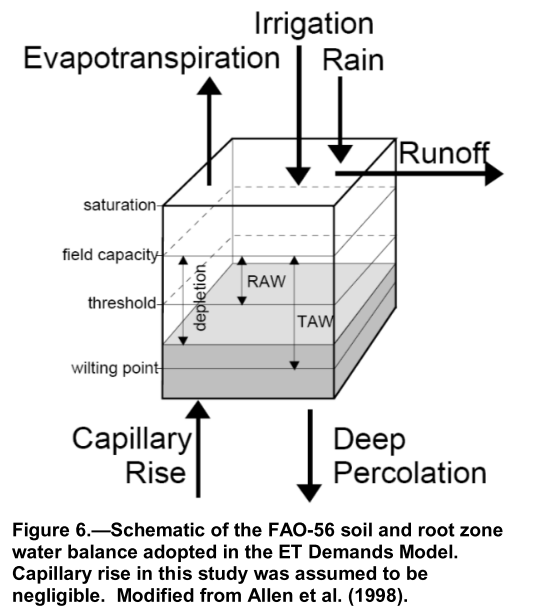 Irrigation
Evapotranspiration
Rain
Runoff
saturation
field capacity
depletion
RAW
threshold
TAW
wilting point
Capillary
Rise
Deep
Percolation
Figure 6.—Schematic of the FAO-56 soil and root zone
water balance adopted in the ET Demands Model.
Capillary rise in this study was assumed to be
negligible.  Modified from Allen et al. (1998).